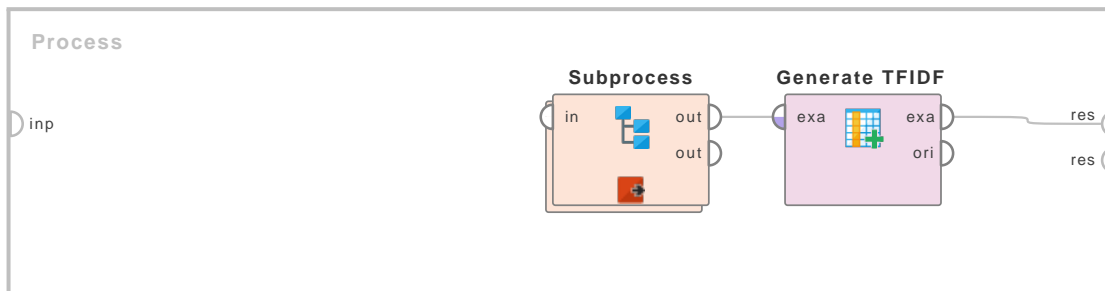 Process
Subprocess
Generate TFIDF
inp
in
out
exa
exa
res
out
ori
res